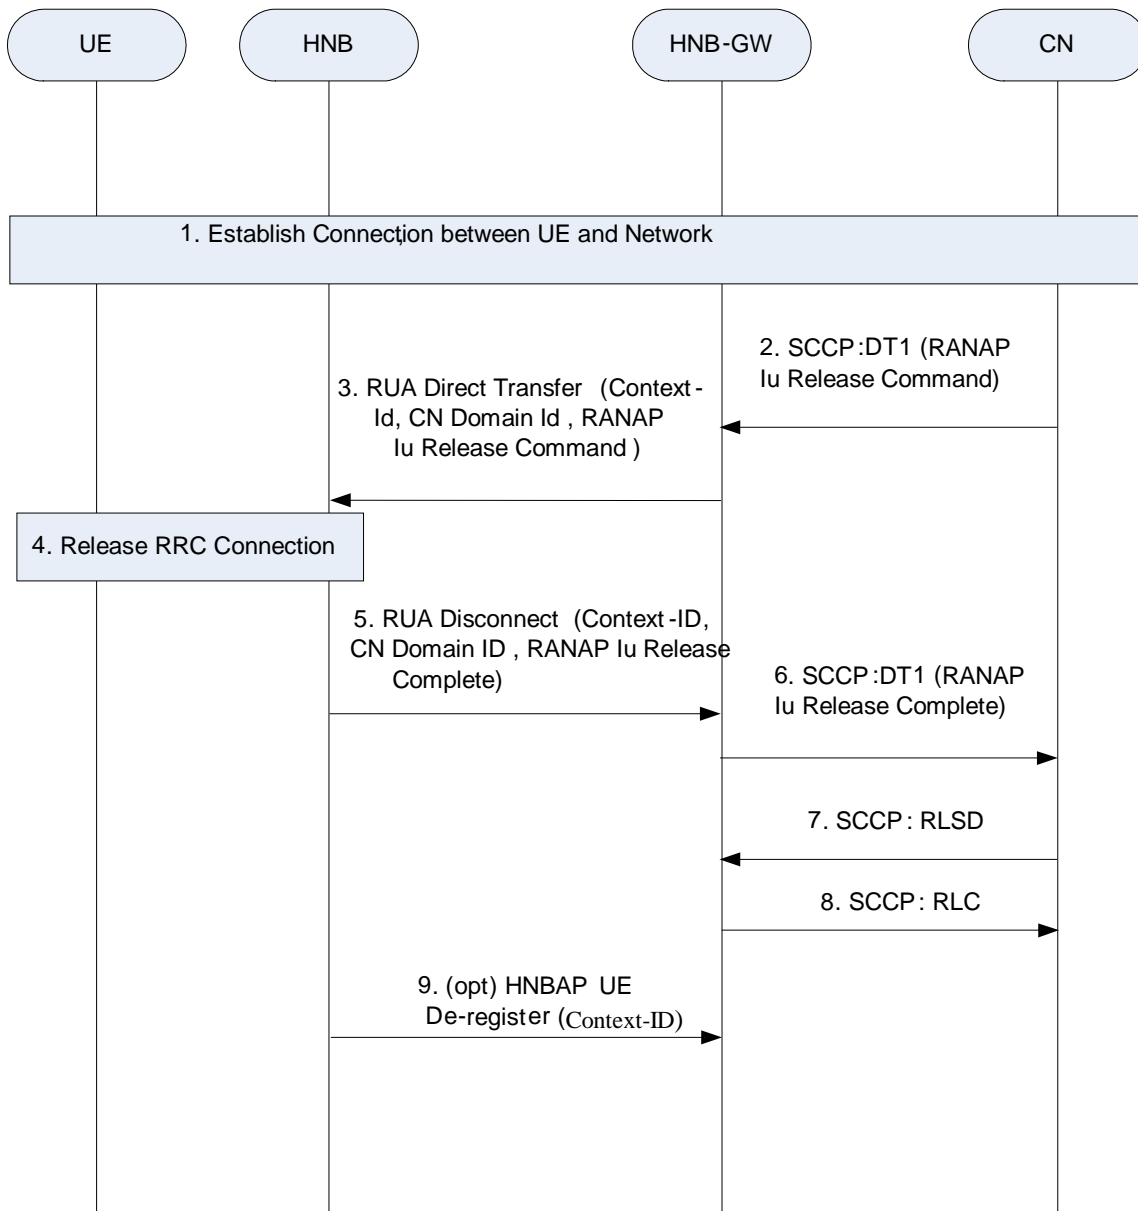 UE
HNB
HNB-GW
CN
1. Establish Connection between UE and Network
2. SCCP:DT1 (RANAP
Iu Release Command)
3. RUA Direct Transfer (Context-
Id, CN Domain Id , RANAP
Iu Release Command )
4. Release RRC Connection
5. RUA Disconnect (Context-ID,
CN Domain ID , RANAP Iu Release
Complete)
6. SCCP:DT1 (RANAP
Iu Release Complete)
7. SCCP: RLSD
8. SCCP: RLC
9. (opt) HNBAP UE
De-register (Context-ID)